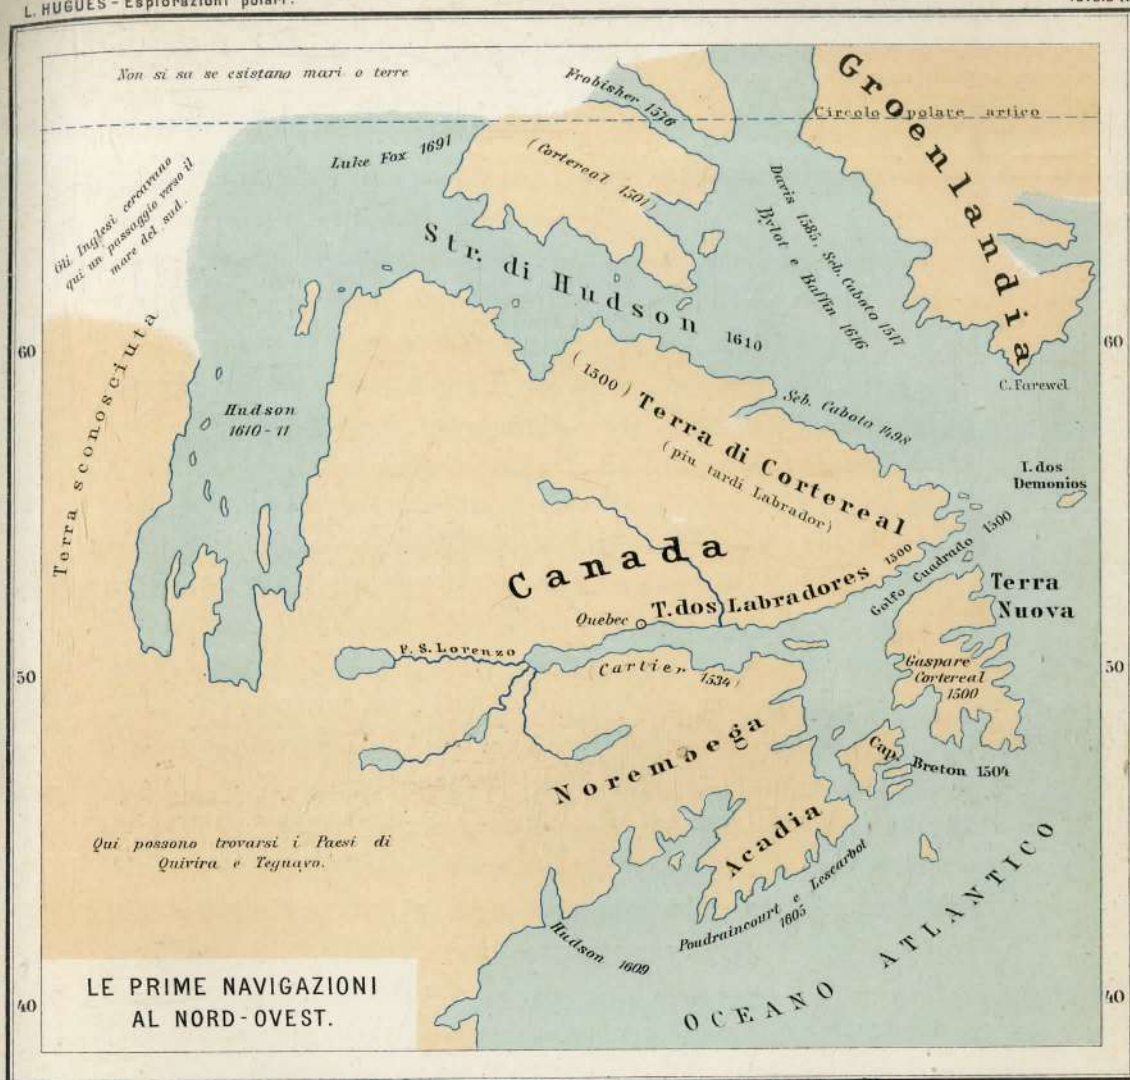 L. HUGUES - Esplorazioni polari.
Non si sa se esistano mari o terre
Frobisher 1576
Groenlandia
Circolo polare artico
Luke Fox 1691
(Cortereal 1501)
Gli Inglesi cercavano
qui un passaggio verso il
mare del sud.
Davis 1585, Seb. Caboto 1517
Bylot e Baffin 1616
Str. di Hudson 1610
60
60
Terra sconosciuta
Hudson
1610-11
C. Farewel
(1500) Terra di Cortereal
(piu tardi Labrador)
Seb. Caboto 1498
I. dos
Demonios
Canada
T. dos Labradores 1500
Golfo Cuadrado 1500
Terra
Nuova
Quebec
F. S. Lorenzo
(Cartier 1534)
50
50
Gaspare
Cortereal
1500
Norembega
Cap. Breton 1504
Acadia
Qui possono trovarsi i Paesi di
Quivira e Teguayo.
Poudraincourt e Lescarbot
1605
Hudson 1609
OCEANO ATLANTICO
LE PRIME NAVIGAZIONI
AL NORD-OVEST.
40
40